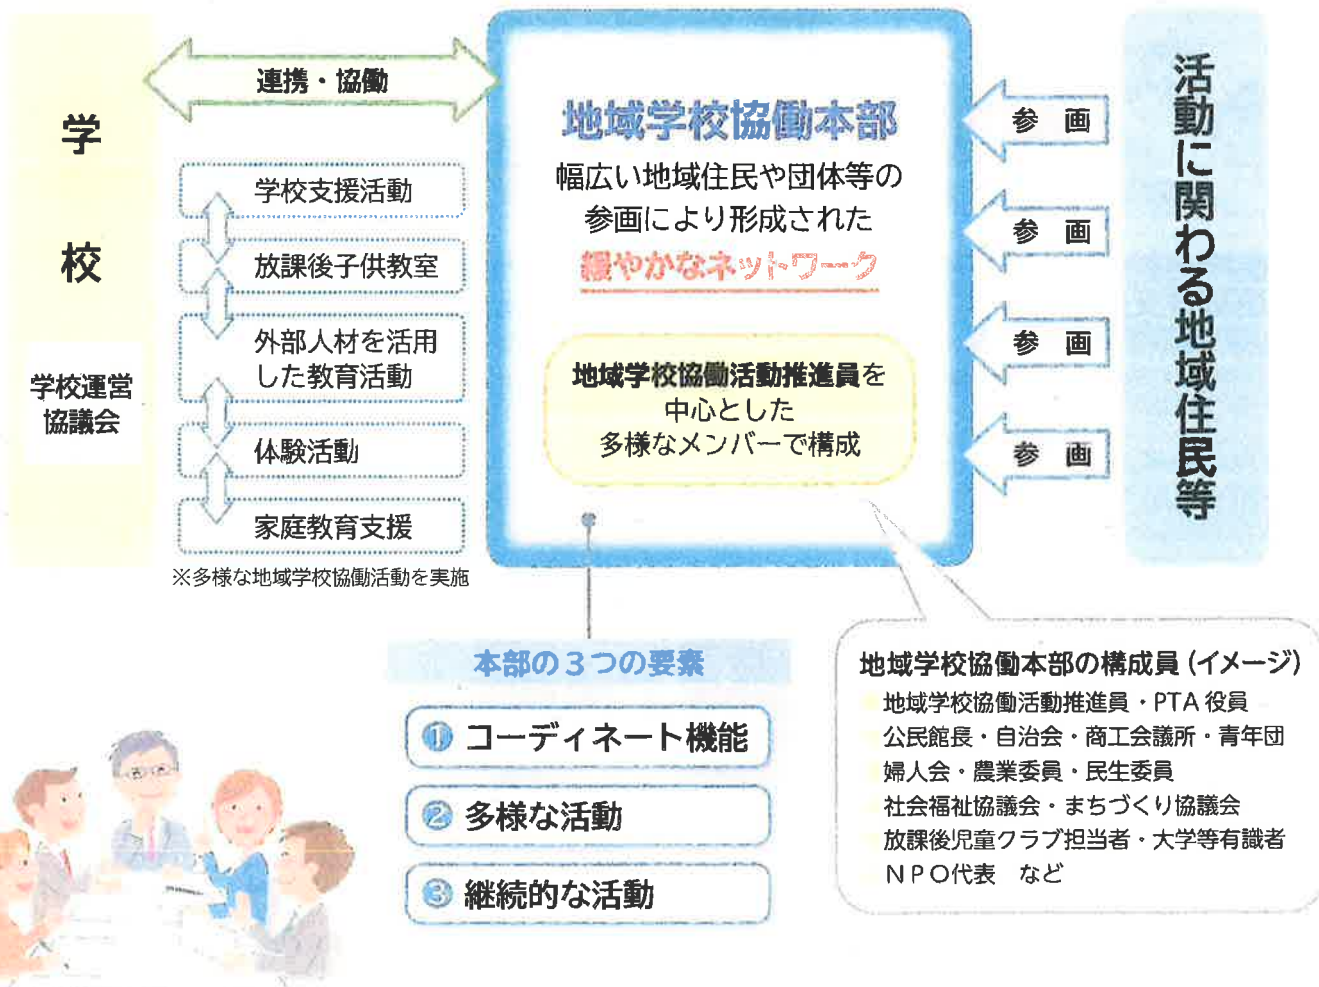 学校
学校運営
協議会
連携・協働
学校支援活動
放課後子供教室
外部人材を活用
した教育活動
体験活動
家庭教育支援
※多様な地域学校協働活動を実施
地域学校協働本部
幅広い地域住民や団体等の
参画により形成された
緩やかなネットワーク
地域学校協働活動推進員を
中心とした
多様なメンバーで構成
参画
参画
参画
参画
活動に関わる地域住民等
本部の3つの要素
① コーディネート機能
② 多様な活動
③ 継続的な活動
地域学校協働本部の構成員(イメージ)
地域学校協働活動推進員・PTA役員
公民館長・自治会・商工会議所・青年団
婦人会・農業委員・民生委員
社会福祉協議会・まちづくり協議会
放課後児童クラブ担当者・大学等有識者
NPO代表 など